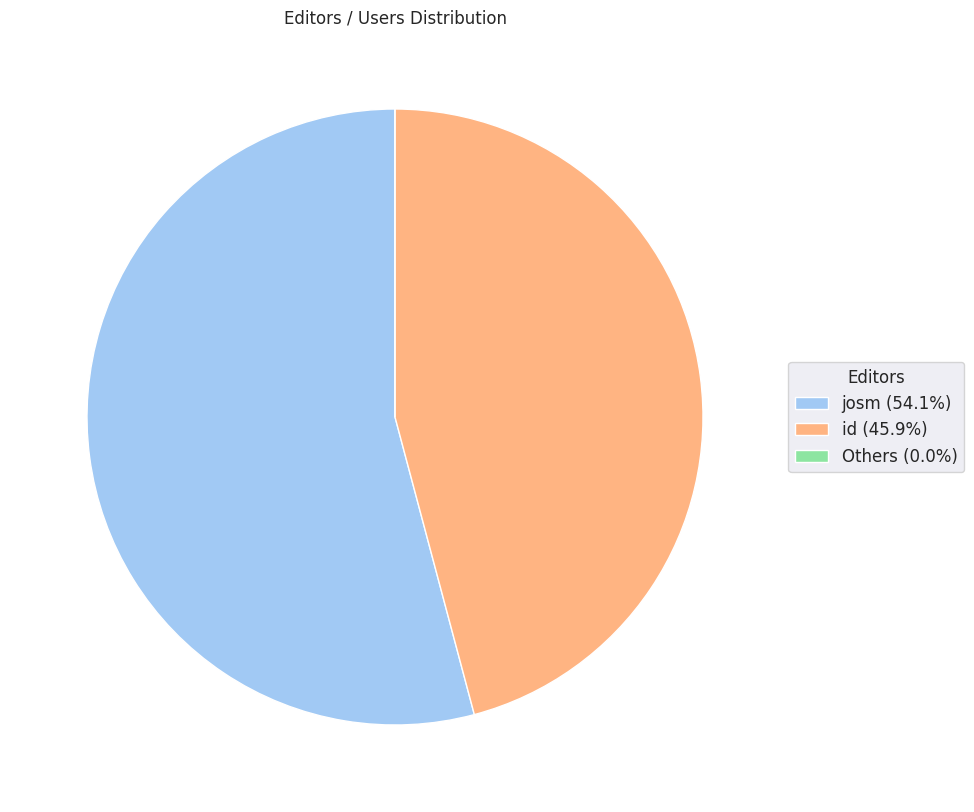 Editors / Users Distribution
Editors
josm (54.1%)
id (45.9%)
Others (0.0%)